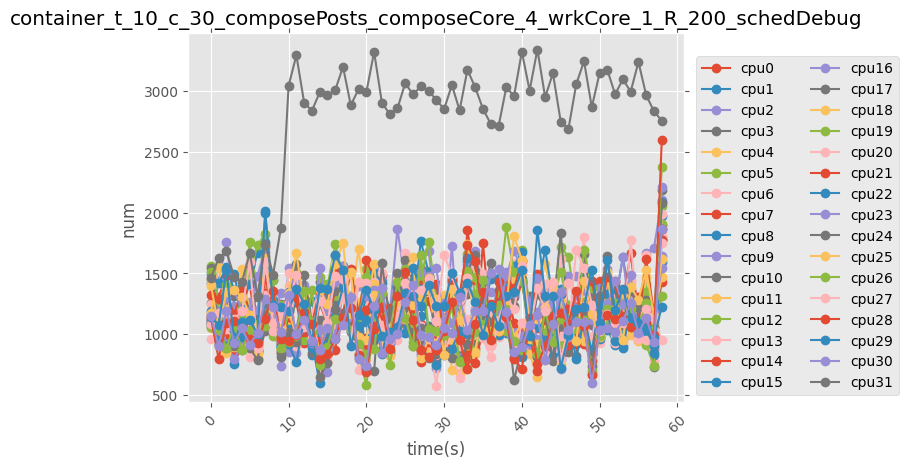 container_t_10_c_30_composePosts_composeCore_4_wrkCore_1_R_200_schedDebug
num
3000
2500
2000
1500
1000
500
0
10
20
30
40
50
60
time(s)
cpu0
cpu1
cpu2
cpu3
cpu4
cpu5
cpu6
cpu7
cpu8
cpu9
cpu10
cpu11
cpu12
cpu13
cpu14
cpu15
cpu16
cpu17
cpu18
cpu19
cpu20
cpu21
cpu22
cpu23
cpu24
cpu25
cpu26
cpu27
cpu28
cpu29
cpu30
cpu31